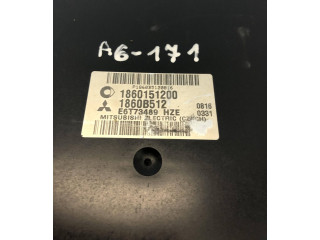 A6-171
1860151200
1860B512 0816
E6T73489 HZE 0331
MITSUBISHI ELECTRIC